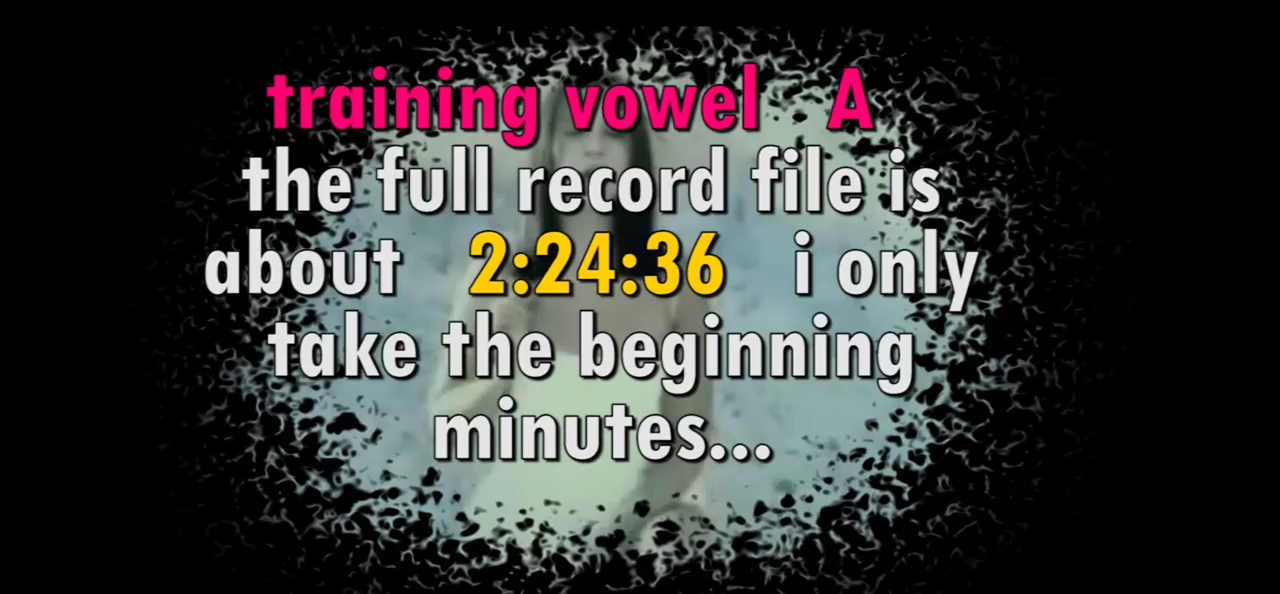 training vowel A
the full record file is
about 2:24:36 i only
take the beginning
minutes...